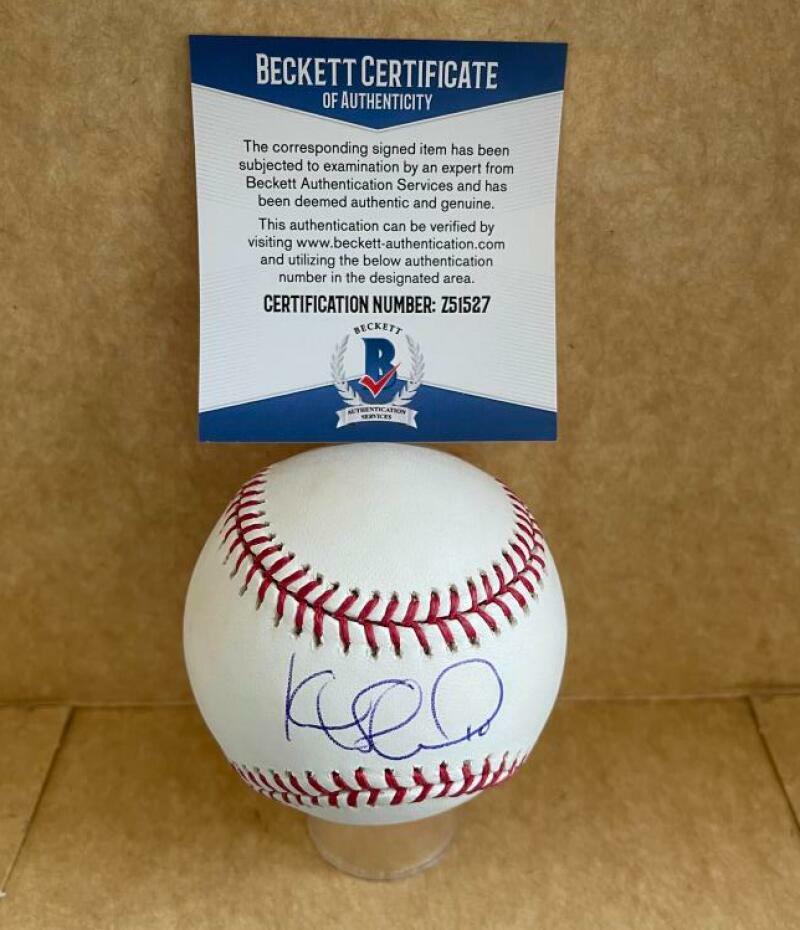 BECKETT CERTIFICATE
OF AUTHENTICITY
The corresponding signed item has been
subjected to examination by an expert from
Beckett Authentication Services and has
been deemed authentic and genuine.
This authentication can be verified by
visiting www.beckett-authentication.com
and utilizing the below authentication
number in the designated area.
CERTIFICATION NUMBER: Z51527
BECKETT
B
AUTHENTICATION
SERVICES